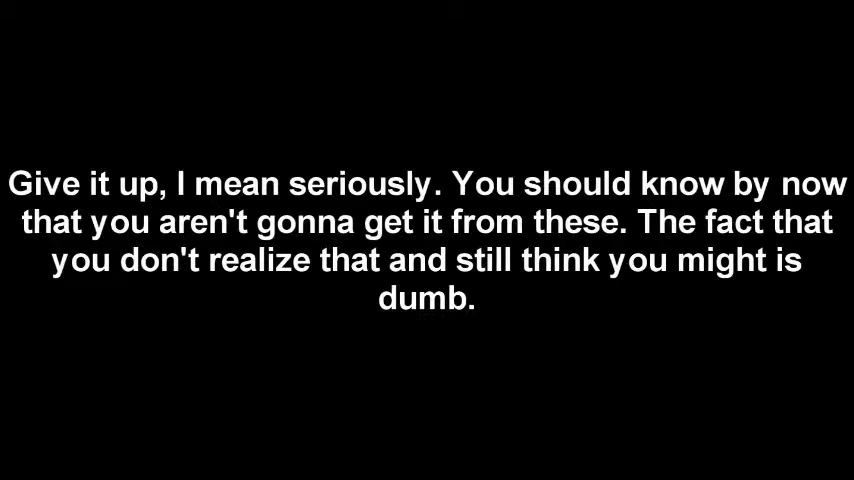 Give it up, I mean seriously. You should know by now
that you aren't gonna get it from these. The fact that
you don't realize that and still think you might is
dumb.